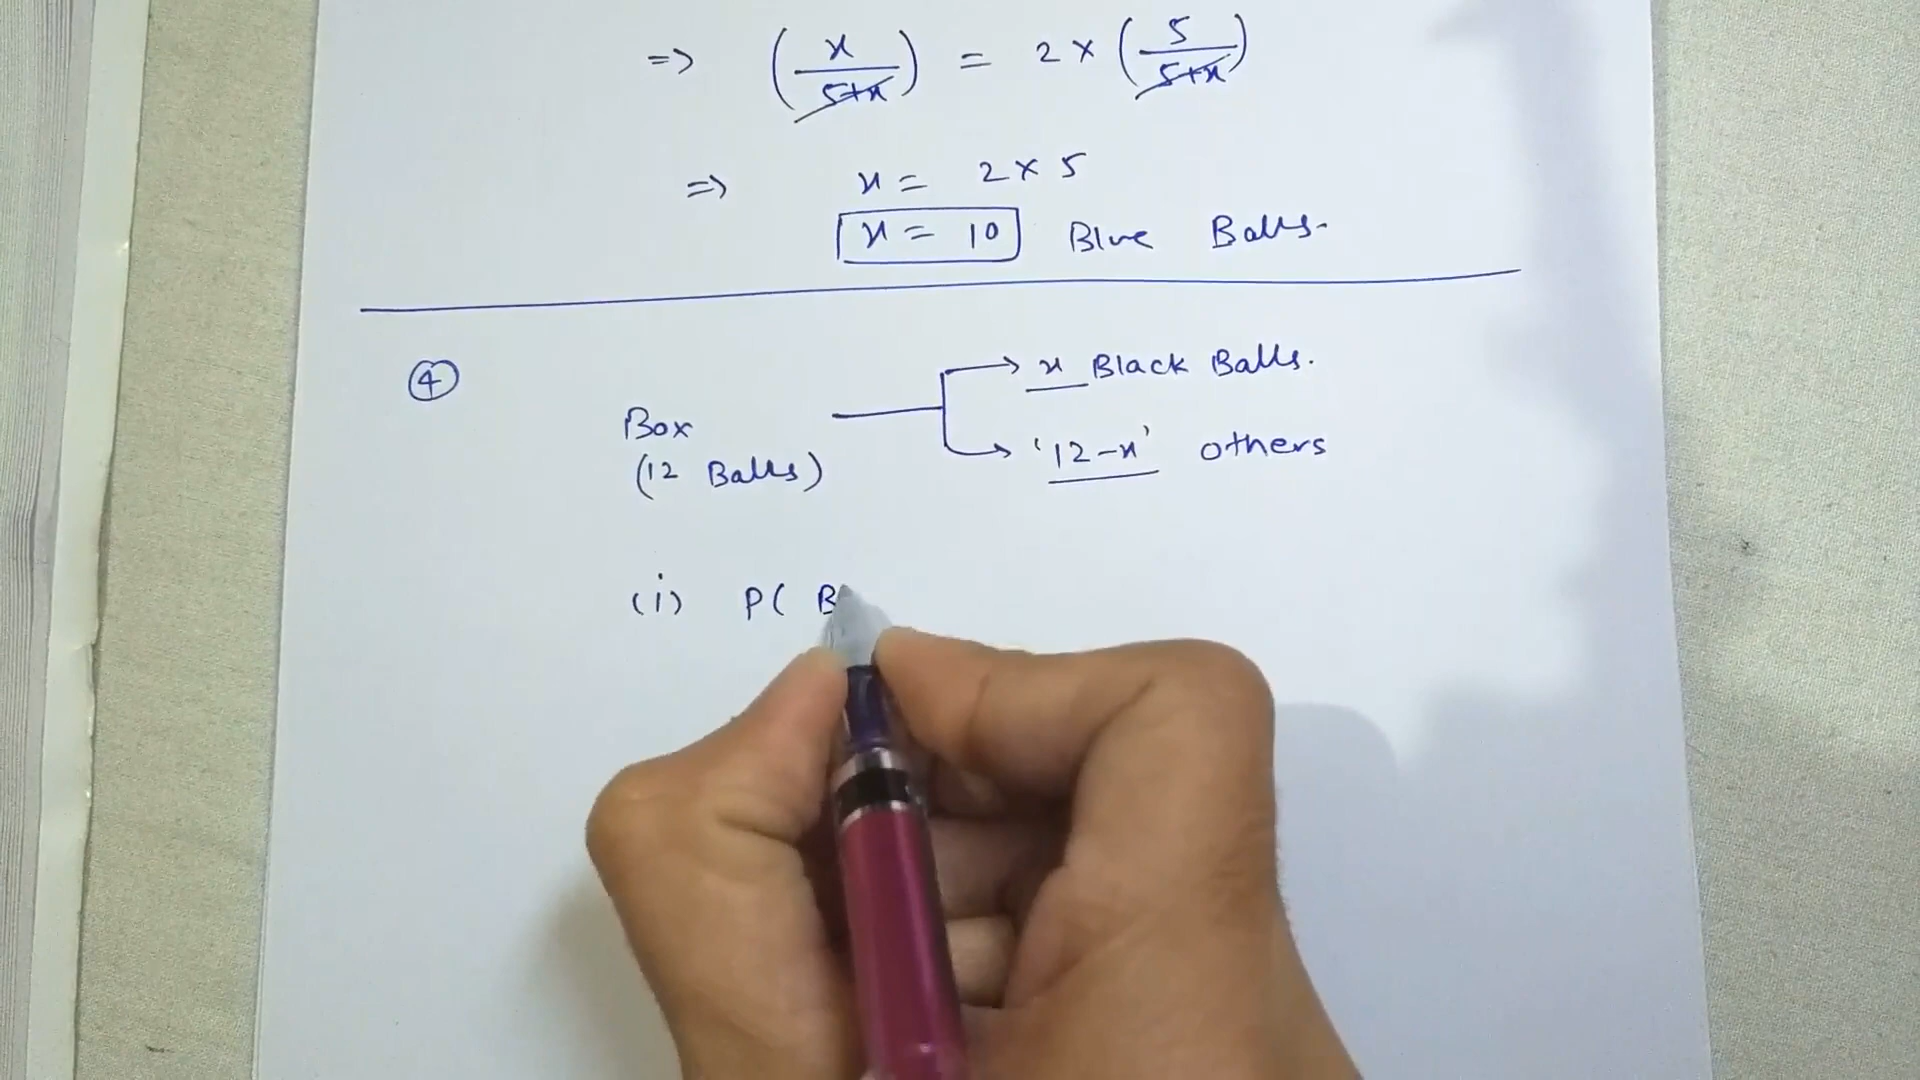 => (x/5+x) = 2 × (5/5+x)
=> x = 2 × 5
x = 10 Blue Balls.
④
x Black Balls.
Box
(12 Balls)
'12-x' others
(i) P( B